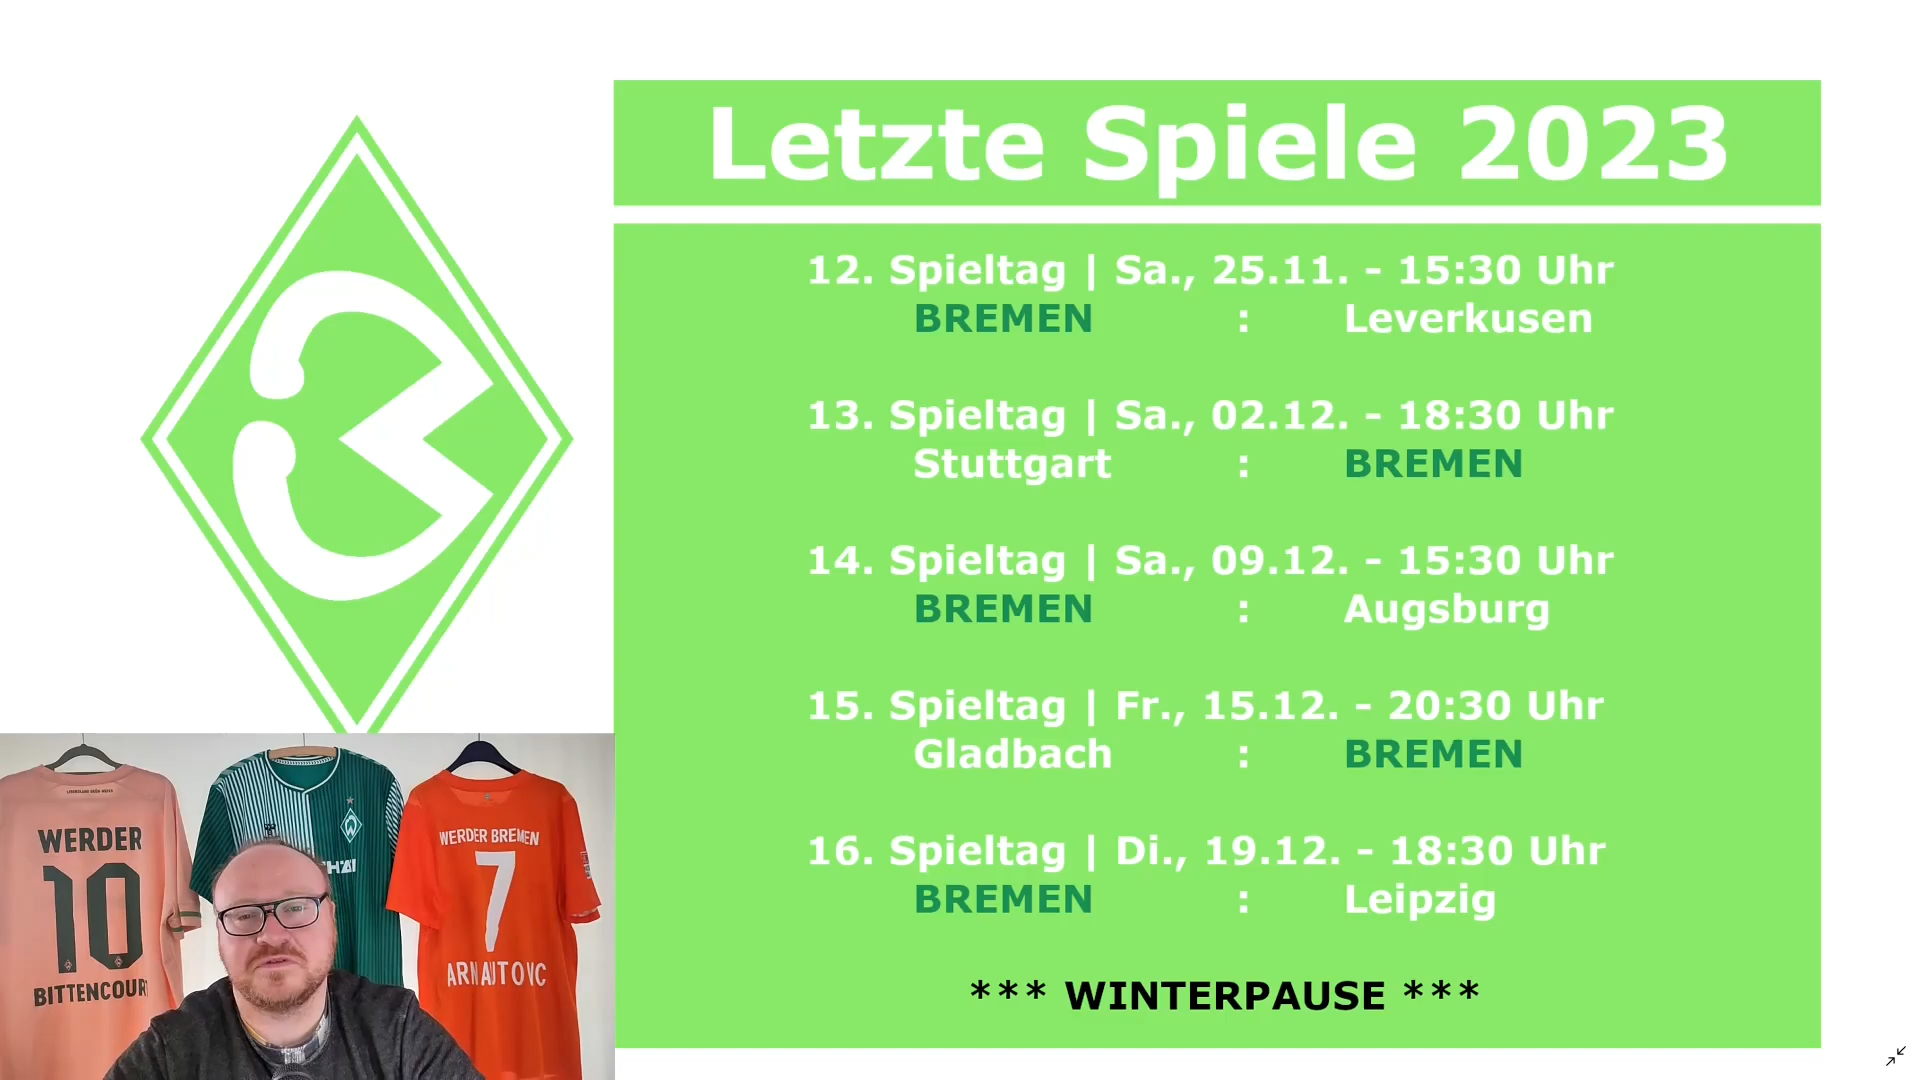 Letzte Spiele 2023
12. Spieltag | Sa., 25.11. - 15:30 Uhr
BREMEN : Leverkusen
13. Spieltag | Sa., 02.12. - 18:30 Uhr
Stuttgart : BREMEN
14. Spieltag | Sa., 09.12. - 15:30 Uhr
BREMEN : Augsburg
15. Spieltag | Fr., 15.12. - 20:30 Uhr
Gladbach : BREMEN
16. Spieltag | Di., 19.12. - 18:30 Uhr
BREMEN : Leipzig
*** WINTERPAUSE ***
WERDER
10
BITTENCOUR
WERDER BREMEN
7
ARNAUTOVC